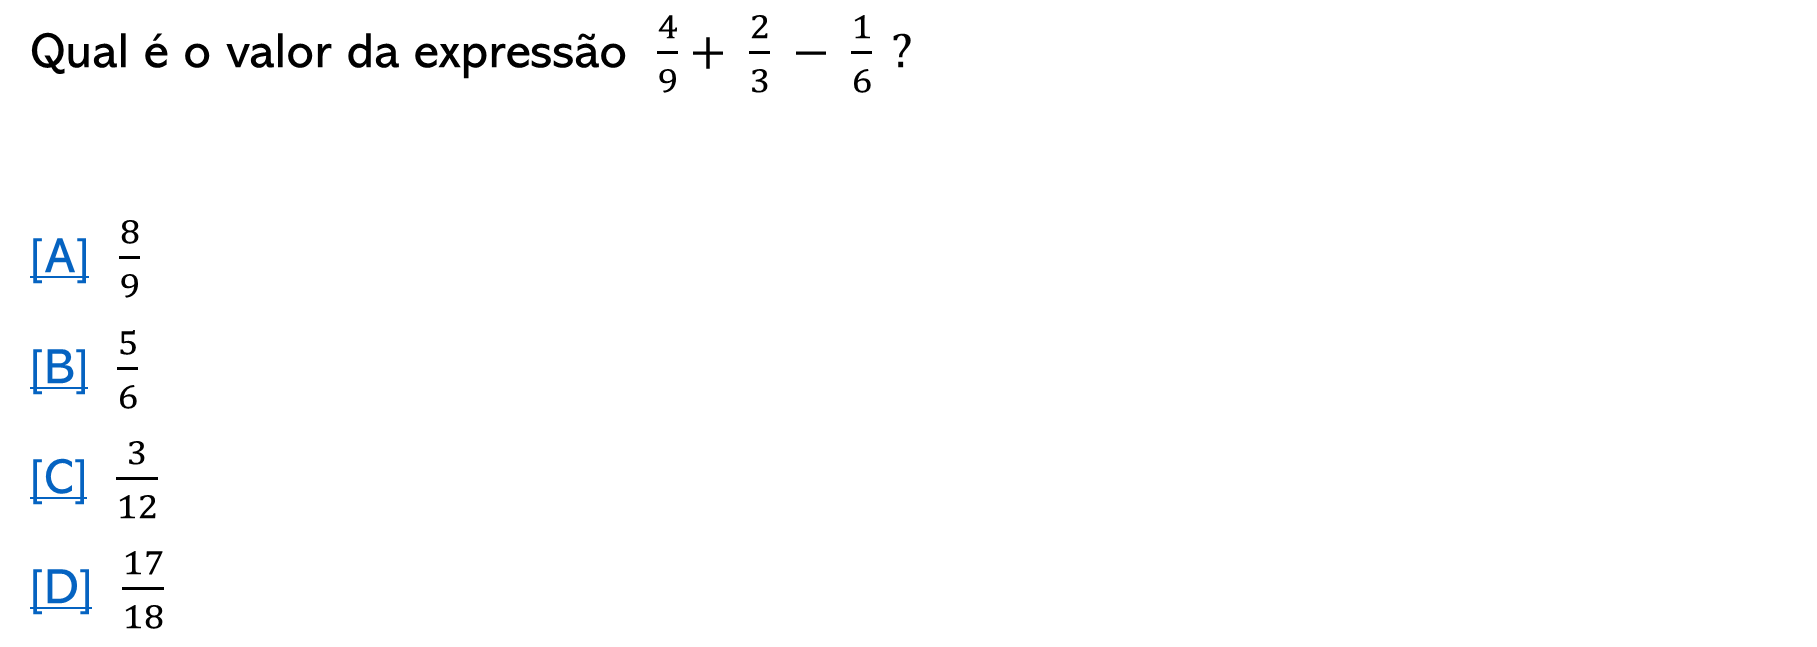 Qual é o valor da expressão 4/9 + 2/3 − 1/6 ?
[A] 8/9
[B] 5/6
[C] 3/12
[D] 17/18